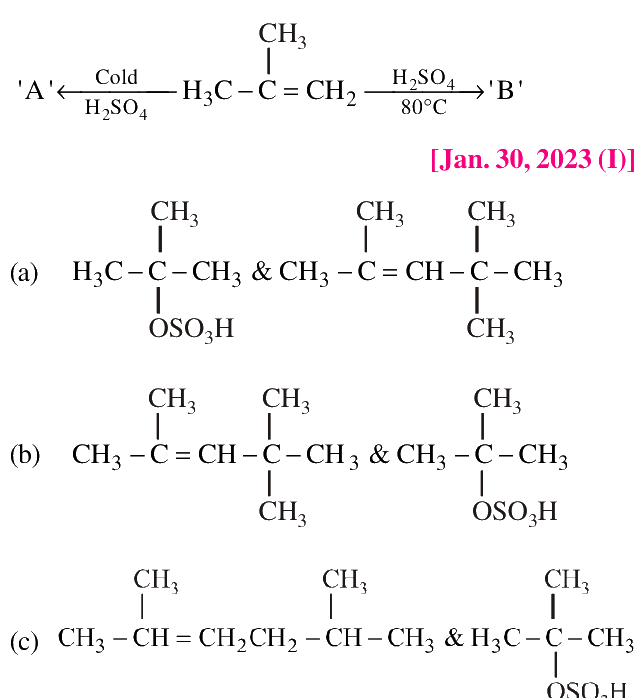 CH₃
'A' ← Cold H₂SO₄ H₃C – C = CH₂ H₂SO₄ 80°C → 'B'
[Jan. 30, 2023 (I)]
CH₃ CH₃ CH₃
(a) H₃C – C – CH₃ & CH₃ – C = CH – C – CH₃
OSO₃H CH₃
CH₃ CH₃ CH₃
(b) CH₃ – C = CH – C – CH₃ & CH₃ – C – CH₃
CH₃ OSO₃H
CH₃ CH₃ CH₃
(c) CH₃ – CH = CH₂CH₂ – CH – CH₃ & H₃C – C – CH₃
OSO₃H